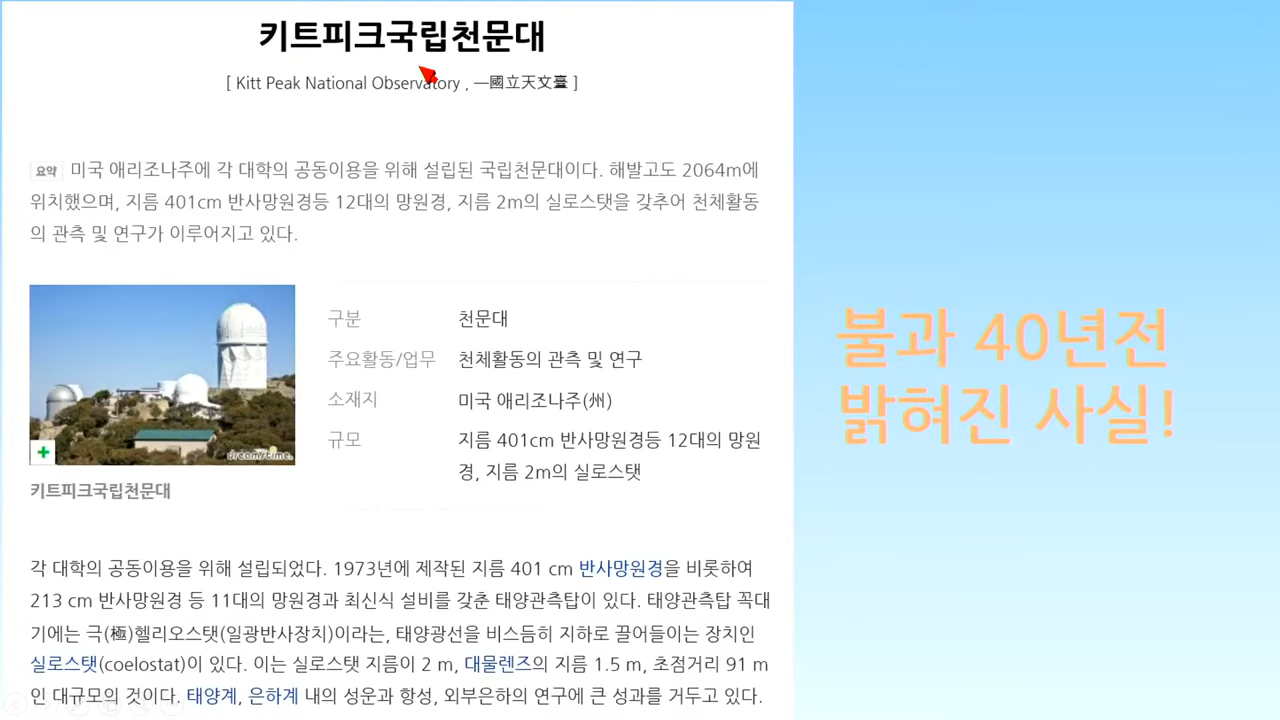 키트피크국립천문대
[ Kitt Peak National Observatory , ―國立天文臺 ]
요약 미국 애리조나주에 각 대학의 공동이용을 위해 설립된 국립천문대이다. 해발고도 2064m에
위치했으며, 지름 401cm 반사망원경등 12대의 망원경, 지름 2m의 실로스탯을 갖추어 천체활동
의 관측 및 연구가 이루어지고 있다.
구분 천문대
주요활동/업무 천체활동의 관측 및 연구
소재지 미국 애리조나주(州)
규모 지름 401cm 반사망원경등 12대의 망원
경, 지름 2m의 실로스탯
dreamstime.
키트피크국립천문대
불과 40년전
밝혀진 사실!
각 대학의 공동이용을 위해 설립되었다. 1973년에 제작된 지름 401 cm 반사망원경을 비롯하여
213 cm 반사망원경 등 11대의 망원경과 최신식 설비를 갖춘 태양관측탑이 있다. 태양관측탑 꼭대
기에는 극(極)헬리오스탯(일광반사장치)이라는, 태양광선을 비스듬히 지하로 끌어들이는 장치인
실로스탯(coelostat)이 있다. 이는 실로스탯 지름이 2 m, 대물렌즈의 지름 1.5 m, 초점거리 91 m
인 대규모의 것이다. 태양계, 은하계 내의 성운과 항성, 외부은하의 연구에 큰 성과를 거두고 있다.